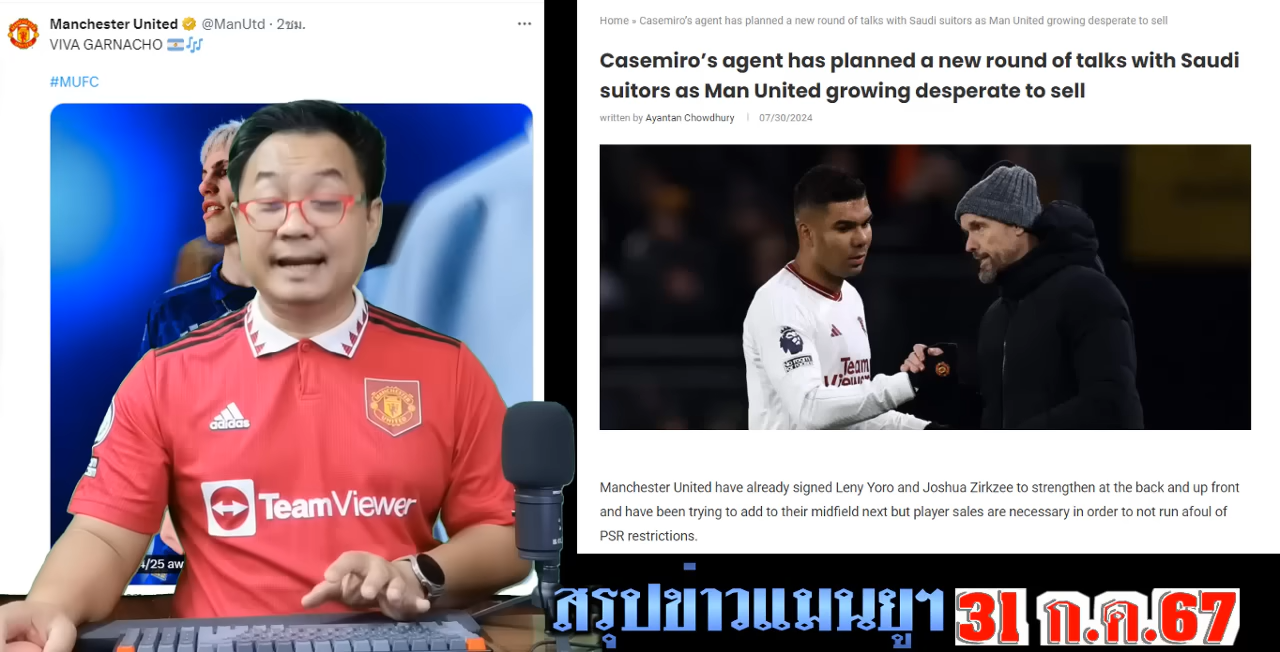 Manchester United @ManUtd · 2ชม.
VIVA GARNACHO
#MUFC
adidas
TeamViewer
4/25 aw
Home » Casemiro's agent has planned a new round of talks with Saudi suitors as Man United growing desperate to sell
Casemiro's agent has planned a new round of talks with Saudi
suitors as Man United growing desperate to sell
written by Ayantan Chowdhury | 07/30/2024
Team
Viewer
Manchester United have already signed Leny Yoro and Joshua Zirkzee to strengthen at the back and up front
and have been trying to add to their midfield next but player sales are necessary in order to not run afoul of
PSR restrictions.
สรุปข่าวแมนยูฯ 31 ก.ค.67